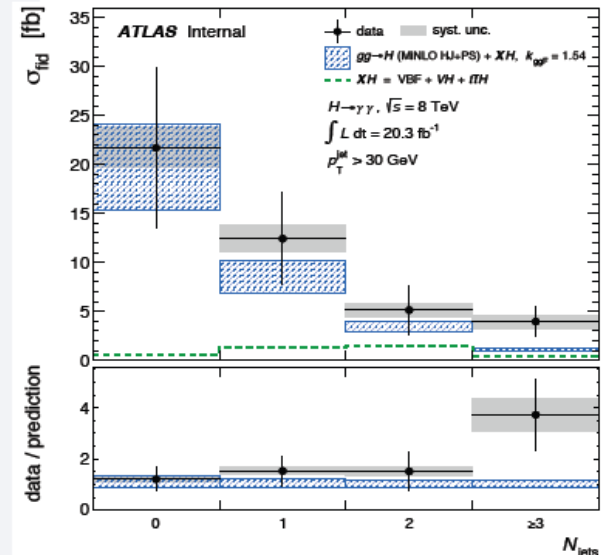 σfid [fb]
ATLAS Internal
data syst. unc.
gg→H (MINLO HJ+PS) + XH, kggF = 1.54
XH = VBF + VH + ttH
H→γγ, √s = 8 TeV
∫ L dt = 20.3 fb⁻¹
pTjet > 30 GeV
35
30
25
20
15
10
5
0
data / prediction
4
2
0
0 1 2 ≥3
Njets